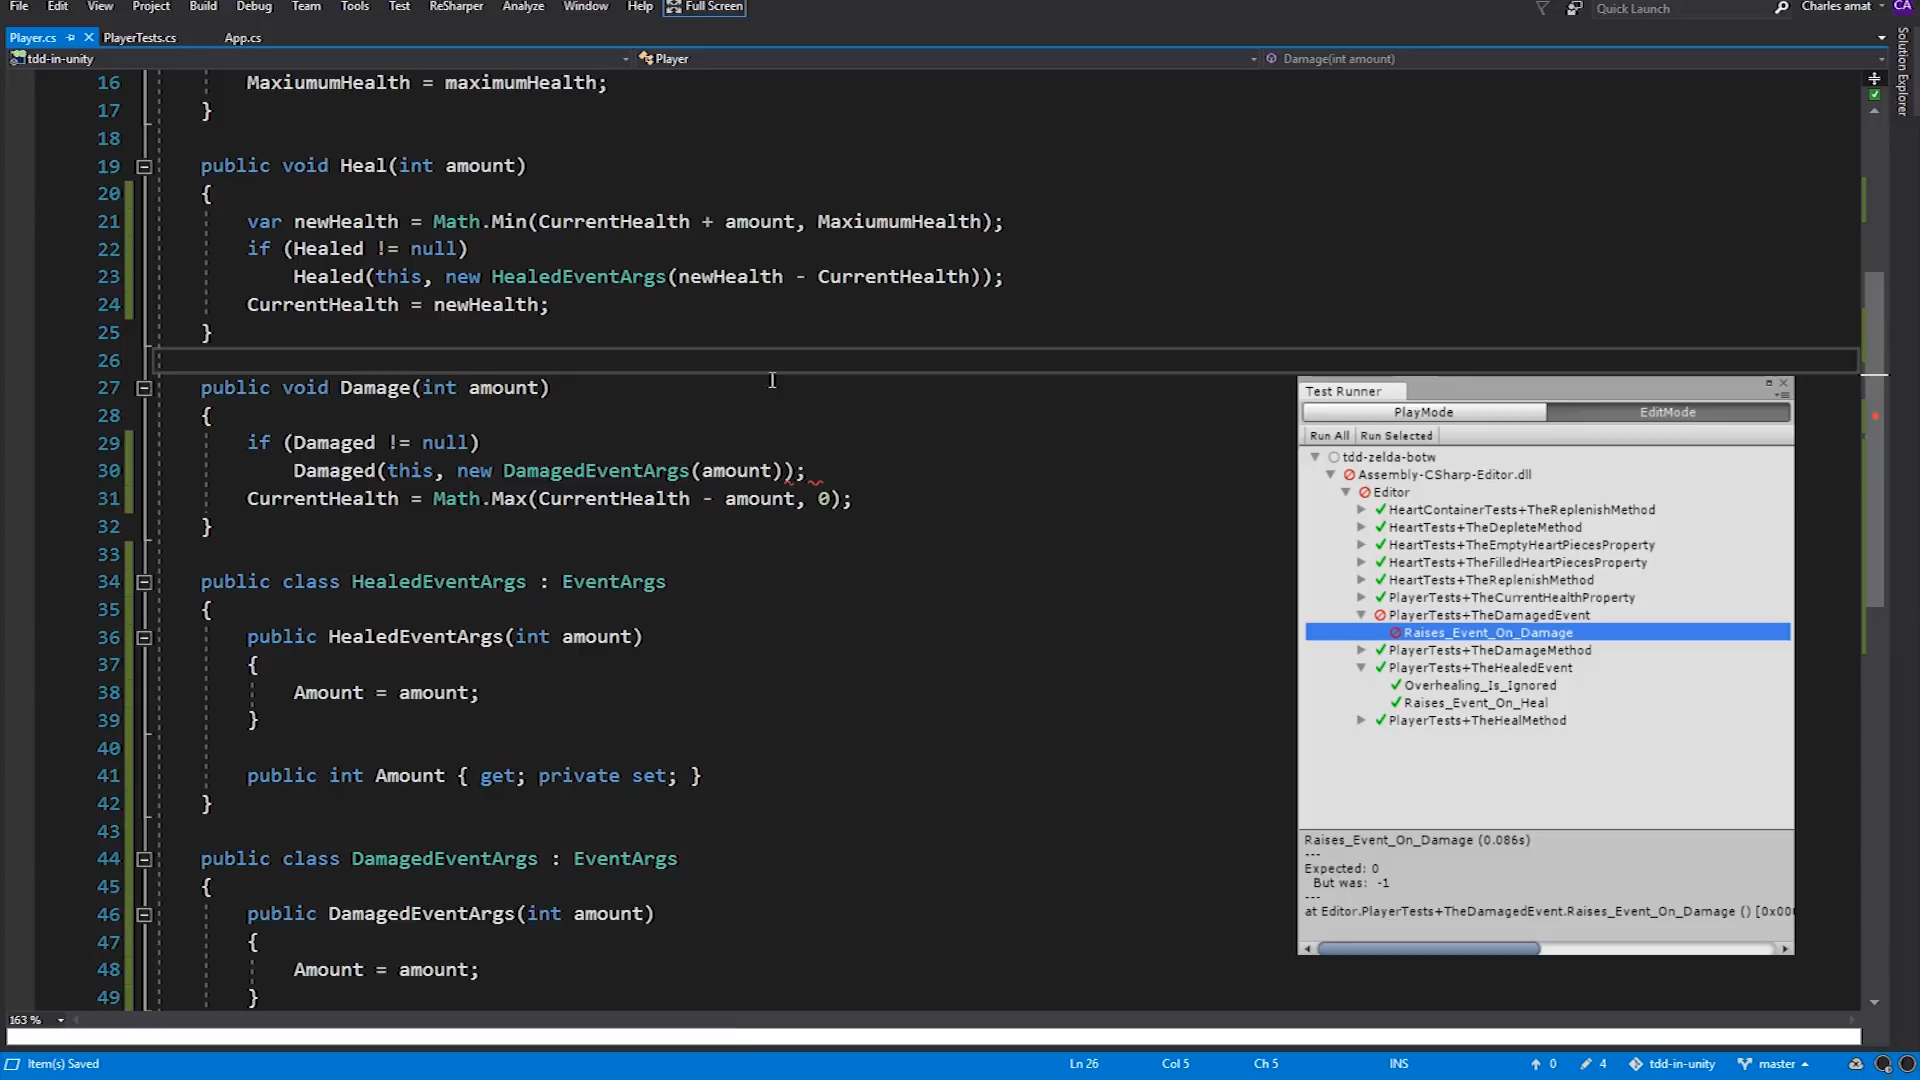 File Edit View Project Build Debug Team Tools Test ReSharper Analyze Window Help Full Screen Quick Launch Charles amat CA
Player.cs PlayerTests.cs App.cs
tdd-in-unity Player Damage(int amount)
Solution Explorer
16 MaxiumumHealth = maximumHealth;
17 }
18
19 public void Heal(int amount)
20 {
21 var newHealth = Math.Min(CurrentHealth + amount, MaxiumumHealth);
22 if (Healed != null)
23 Healed(this, new HealedEventArgs(newHealth - CurrentHealth));
24 CurrentHealth = newHealth;
25 }
26
27 public void Damage(int amount)
28 {
29 if (Damaged != null)
30 Damaged(this, new DamagedEventArgs(amount));
31 CurrentHealth = Math.Max(CurrentHealth - amount, 0);
32 }
33
34 public class HealedEventArgs : EventArgs
35 {
36 public HealedEventArgs(int amount)
37 {
38 Amount = amount;
39 }
40
41 public int Amount { get; private set; }
42 }
43
44 public class DamagedEventArgs : EventArgs
45 {
46 public DamagedEventArgs(int amount)
47 {
48 Amount = amount;
49 }
Test Runner
PlayMode EditMode
Run All Run Selected
tdd-zelda-botw
Assembly-CSharp-Editor.dll
Editor
HeartContainerTests+TheReplenishMethod
HeartTests+TheDepleteMethod
HeartTests+TheEmptyHeartPiecesProperty
HeartTests+TheFilledHeartPiecesProperty
HeartTests+TheReplenishMethod
PlayerTests+TheCurrentHealthProperty
PlayerTests+TheDamagedEvent
Raises_Event_On_Damage
PlayerTests+TheDamageMethod
PlayerTests+TheHealedEvent
Overhealing_Is_Ignored
Raises_Event_On_Heal
PlayerTests+TheHealMethod
Raises_Event_On_Damage (0.086s)
---
Expected: 0
But was: -1
---
at Editor.PlayerTests+TheDamagedEvent.Raises_Event_On_Damage () [0x00
163 %
Item(s) Saved Ln 26 Col 5 Ch 5 INS 0 4 tdd-in-unity master